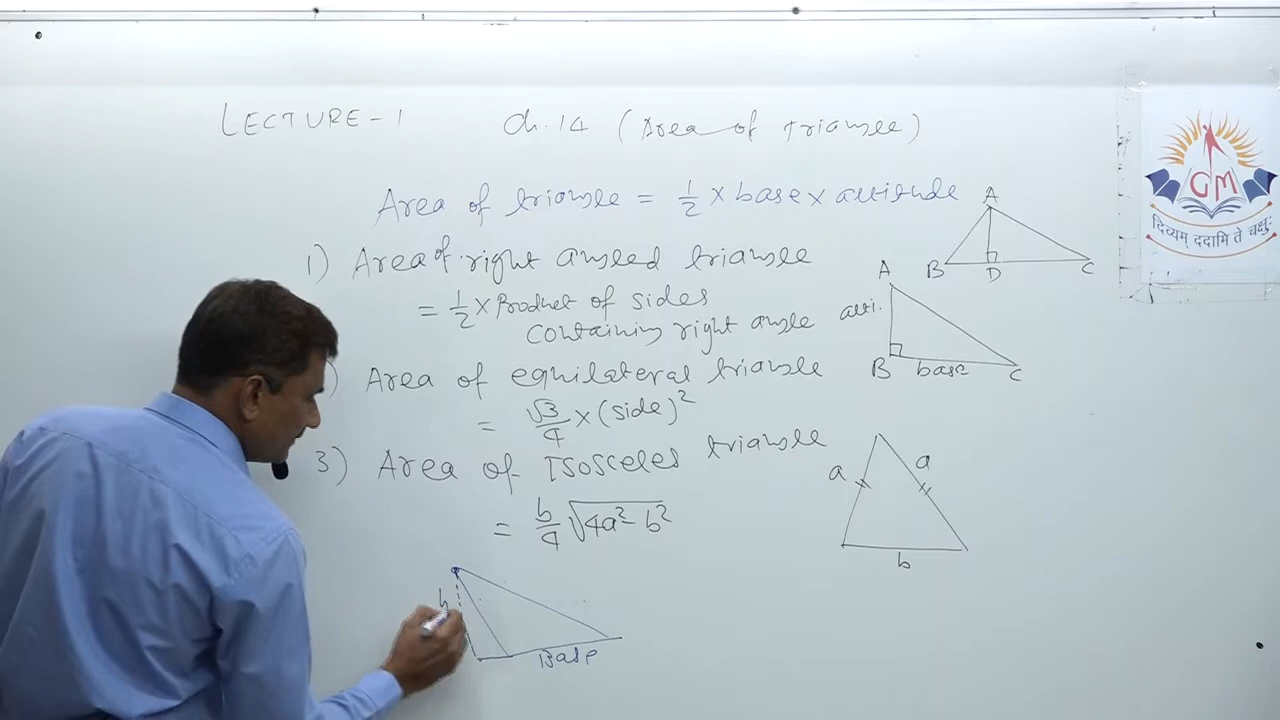 LECTURE-1 Ch.14 (Area of triangle)
Area of triangle = 1/2 × base × altitude
A
B D C
1) Area of right angled triangle
= 1/2 × Product of sides
containing right angle
A
alti.
B base C
) Area of equilateral triangle
= √3/4 × (side)²
3) Area of Isosceles triangle
= b/4 √4a² - b²
a a
b
h
Base
GM
दिव्यम् ददामि ते चक्षुः